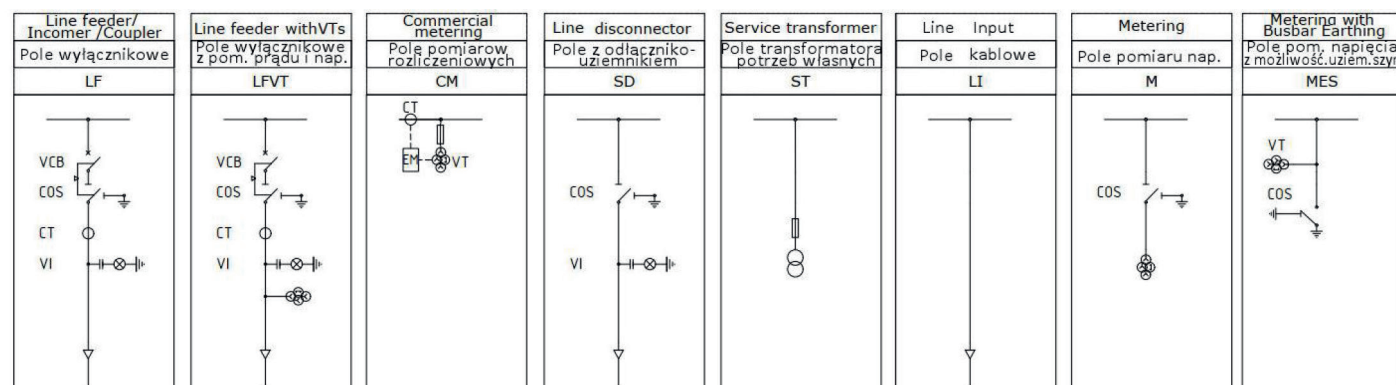 Line feeder/
Incomer /Coupler
Pole wyłącznikowe
LF
VCB
COS
CT
VI
Line feeder withVTs
Pole wyłącznikowe
z pom. prądu i nap.
LFVT
VCB
COS
CT
VI
Commercial
metering
Pole pomiarow
rozliczeniowych
CM
CT
EM
VT
Line disconnector
Pole z odłączniko-
uziemnikiem
SD
COS
VI
Service transformer
Pole transformatora
potrzeb własnych
ST
Line Input
Pole kablowe
LI
Metering
Pole pomiaru nap.
M
COS
Metering with
Busbar Earthing
Pole pom. napięcia
z możliwość.uziem.szyn
MES
VT
COS